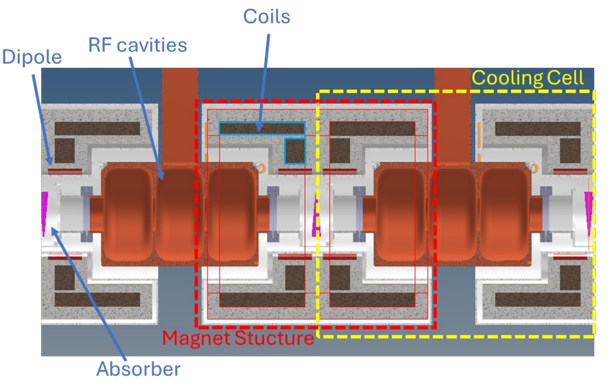 Coils
RF cavities
Dipole
Cooling Cell
Magnet Stucture
Absorber